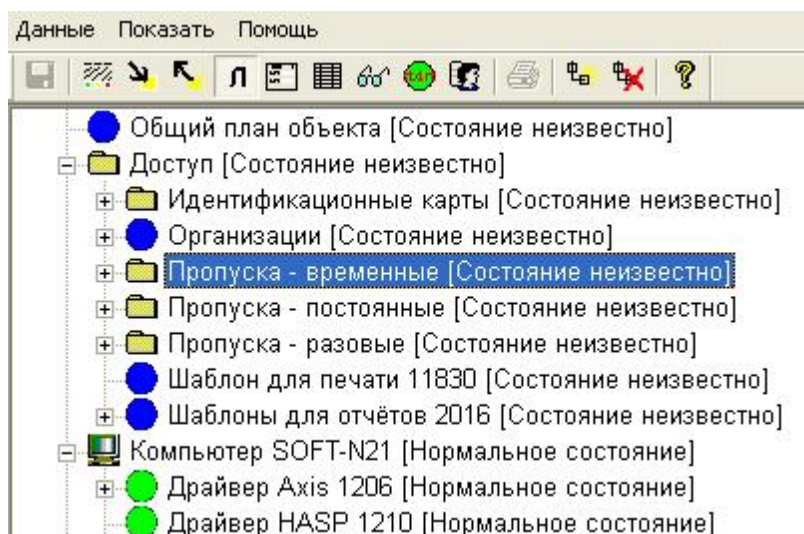 Данные Показать Помощь
Л
Общий план объекта [Состояние неизвестно]
Доступ [Состояние неизвестно]
Идентификационные карты [Состояние неизвестно]
Организации [Состояние неизвестно]
Пропуска - временные [Состояние неизвестно]
Пропуска - постоянные [Состояние неизвестно]
Пропуска - разовые [Состояние неизвестно]
Шаблон для печати 11830 [Состояние неизвестно]
Шаблоны для отчётов 2016 [Состояние неизвестно]
Компьютер SOFT-N21 [Нормальное состояние]
Драйвер Axis 1206 [Нормальное состояние]
Драйвер HASP 1210 [Нормальное состояние]